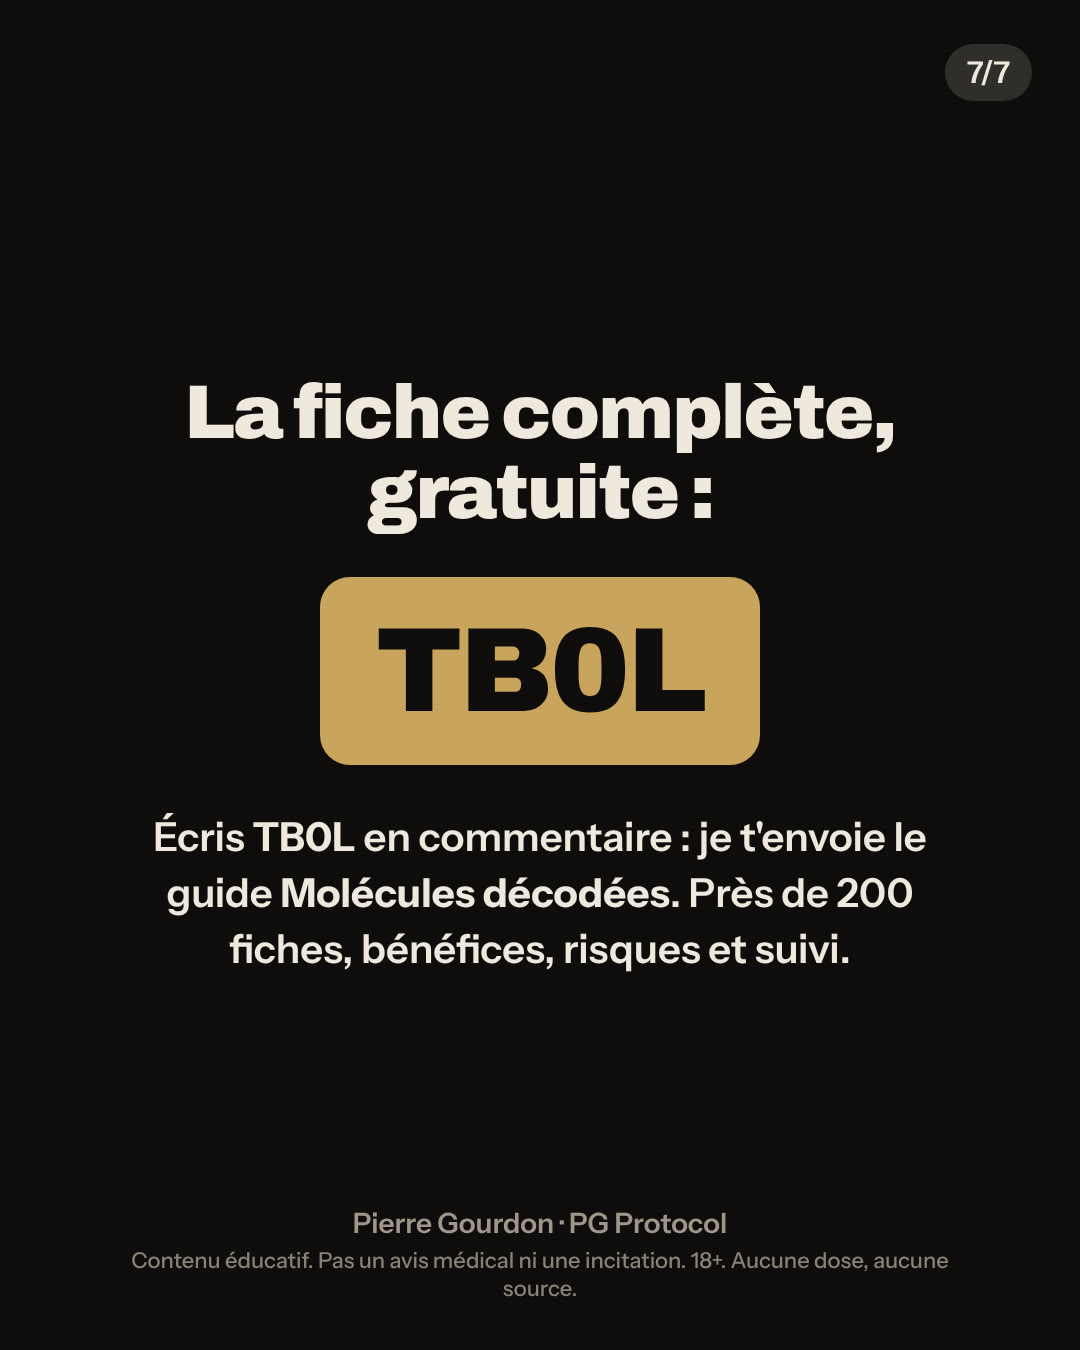 7/7
La fiche complète,
gratuite :
TB0L
Écris TB0L en commentaire : je t'envoie le
guide Molécules décodées. Près de 200
fiches, bénéfices, risques et suivi.
Pierre Gourdon · PG Protocol
Contenu éducatif. Pas un avis médical ni une incitation. 18+. Aucune dose, aucune
source.